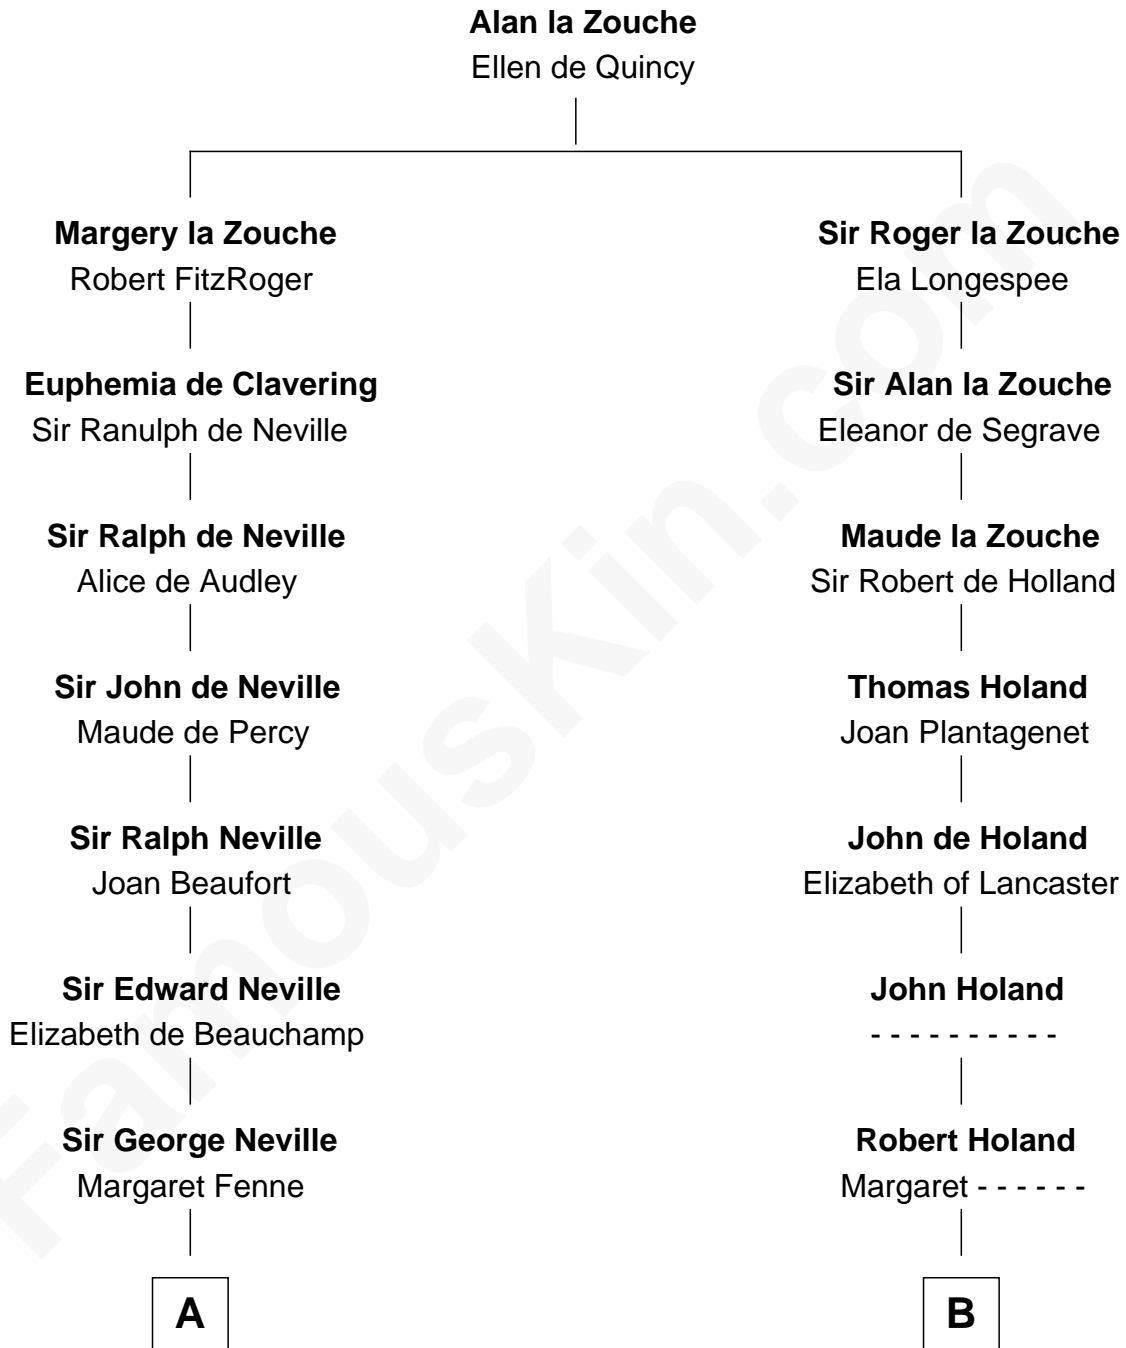 Alan la Zouche
Ellen de Quincy
Margery la Zouche
Robert FitzRoger
Sir Roger la Zouche
Ela Longespee
Euphemia de Clavering
Sir Ranulph de Neville
Sir Alan la Zouche
Eleanor de Segrave
Sir Ralph de Neville
Alice de Audley
Maude la Zouche
Sir Robert de Holland
Sir John de Neville
Maude de Percy
Thomas Holand
Joan Plantagenet
Sir Ralph Neville
Joan Beaufort
John de Holand
Elizabeth of Lancaster
Sir Edward Neville
Elizabeth de Beauchamp
John Holand
- - - - - - - - - -
Sir George Neville
Margaret Fenne
Robert Holand
Margaret - - - - - -
A
B
FamousKin.com